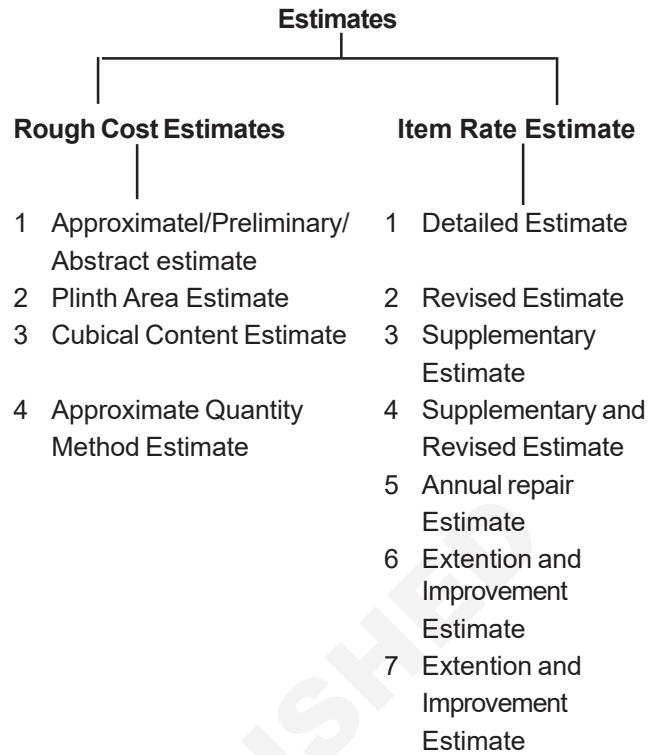 Estimates
Rough Cost Estimates
1 Approximatel/Preliminary/
Abstract estimate
2 Plinth Area Estimate
3 Cubical Content Estimate
4 Approximate Quantity
Method Estimate
Item Rate Estimate
1 Detailed Estimate
2 Revised Estimate
3 Supplementary
Estimate
4 Supplementary and
Revised Estimate
5 Annual repair
Estimate
6 Extention and
Improvement
Estimate
7 Extention and
Improvement
Estimate